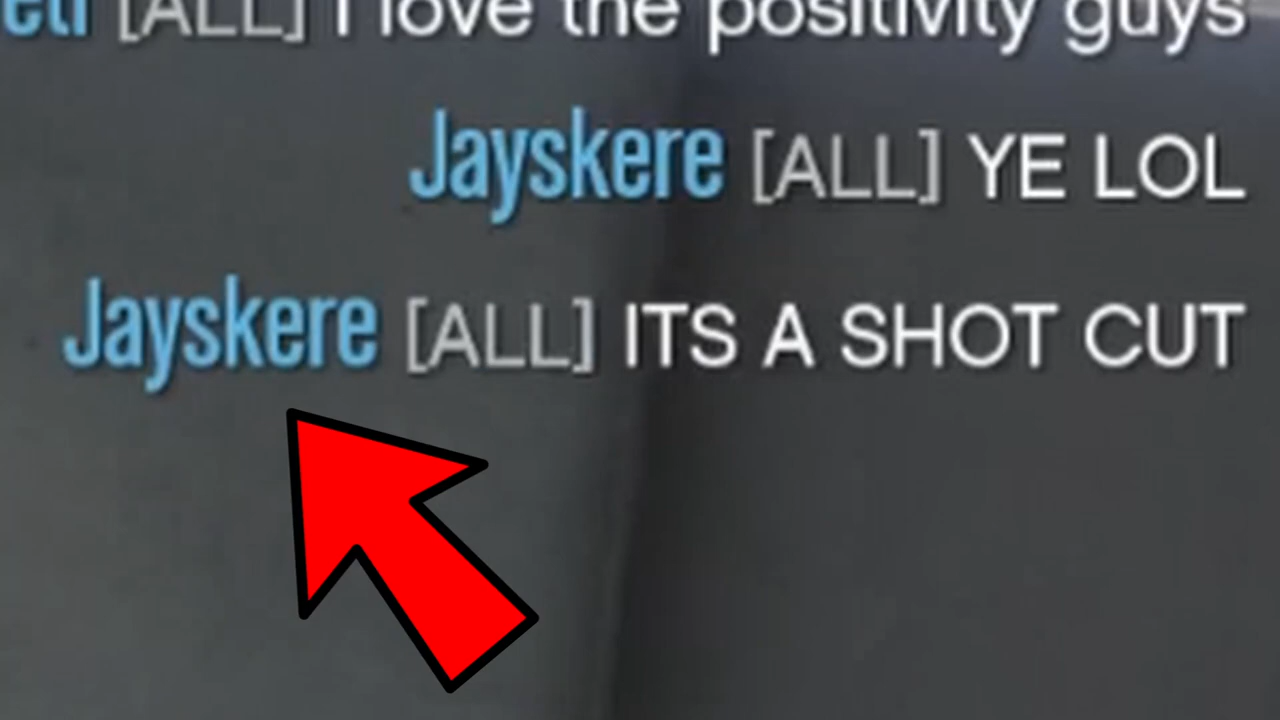 [ALL] I love the positivity guys
Jayskere [ALL] YE LOL
Jayskere [ALL] ITS A SHOT CUT